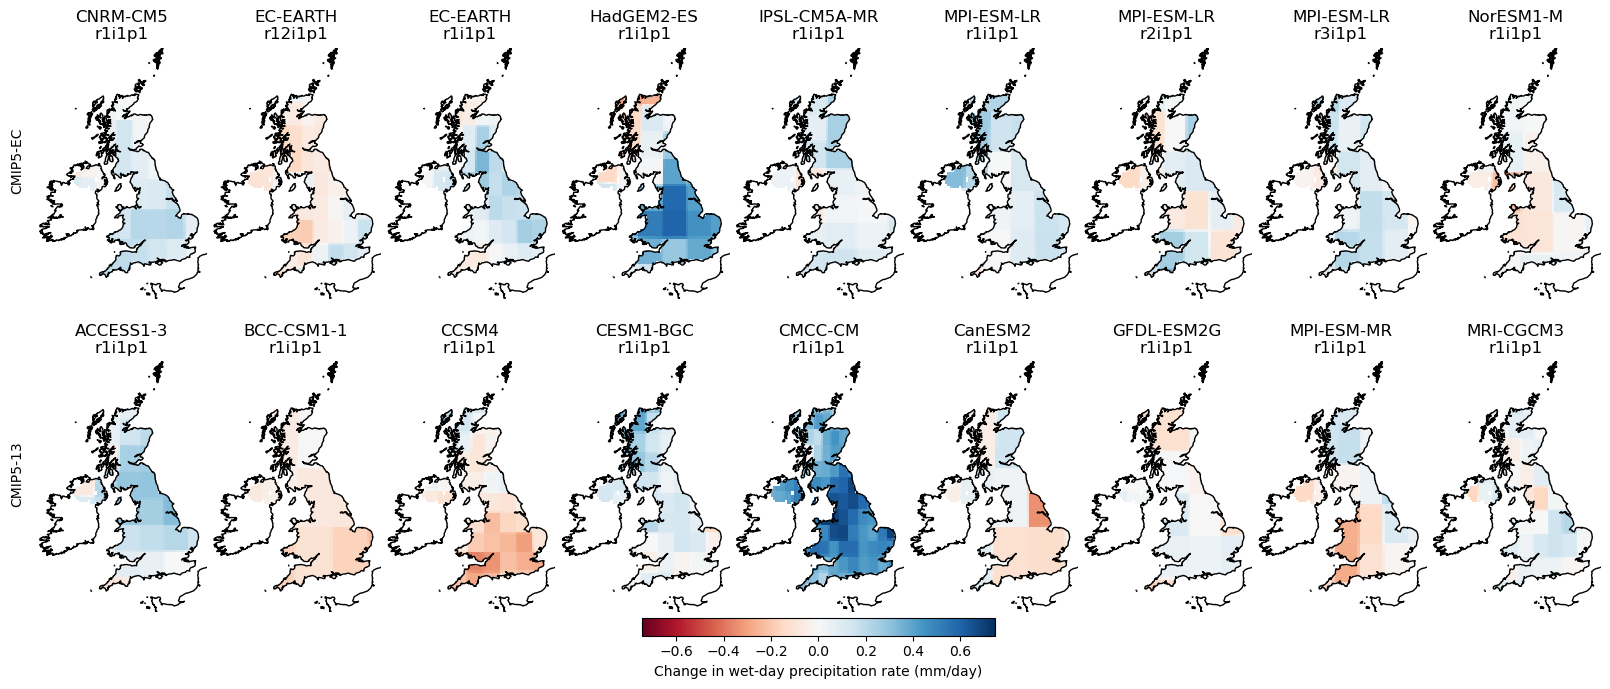 CNRM-CM5
r1i1p1
EC-EARTH
r12i1p1
EC-EARTH
r1i1p1
HadGEM2-ES
r1i1p1
IPSL-CM5A-MR
r1i1p1
MPI-ESM-LR
r1i1p1
MPI-ESM-LR
r2i1p1
MPI-ESM-LR
r3i1p1
NorESM1-M
r1i1p1
CMIP5-EC
ACCESS1-3
r1i1p1
BCC-CSM1-1
r1i1p1
CCSM4
r1i1p1
CESM1-BGC
r1i1p1
CMCC-CM
r1i1p1
CanESM2
r1i1p1
GFDL-ESM2G
r1i1p1
MPI-ESM-MR
r1i1p1
MRI-CGCM3
r1i1p1
CMIP5-13
−0.6 −0.4 −0.2 0.0 0.2 0.4 0.6
Change in wet-day precipitation rate (mm/day)